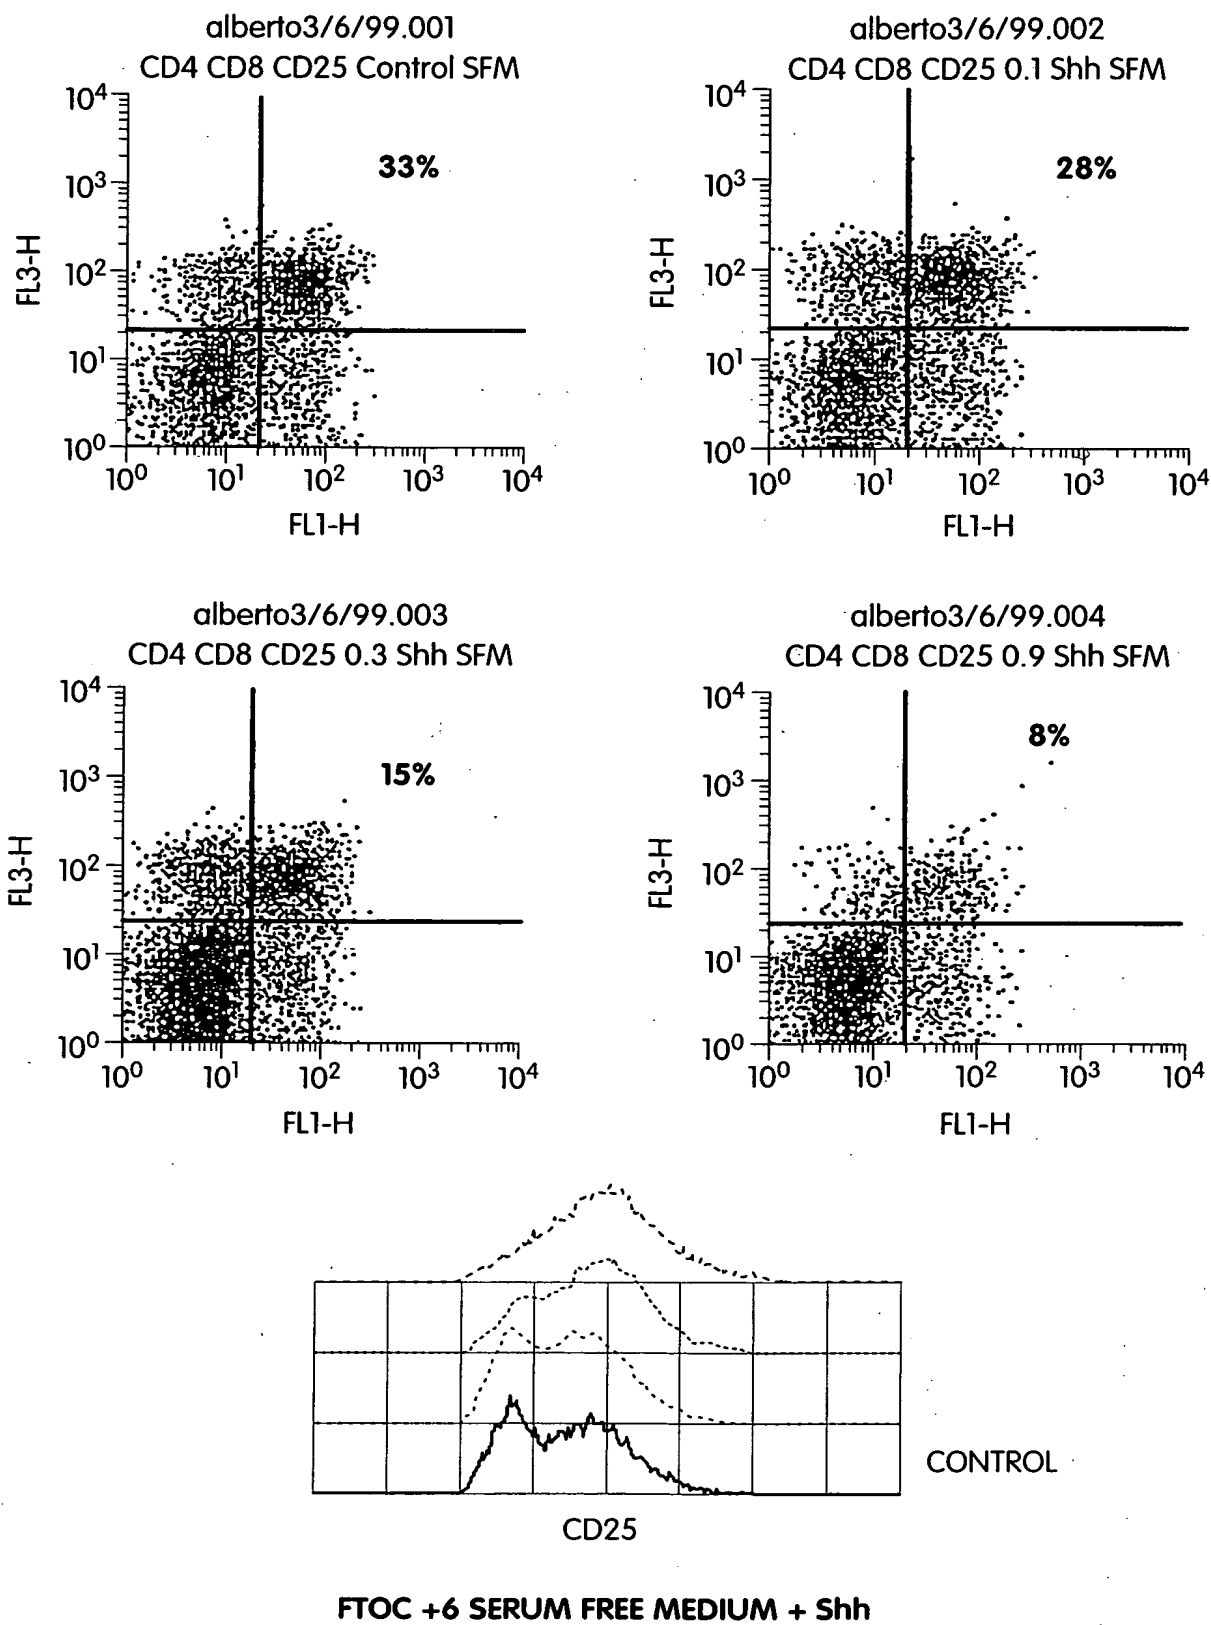 alberto3/6/99.001
CD4 CD8 CD25 Control SFM
10⁴
10³
10²
10¹
10⁰
FL3-H
33%
10⁰ 10¹ 10² 10³ 10⁴
FL1-H
alberto3/6/99.002
CD4 CD8 CD25 0.1 Shh SFM
10⁴
10³
10²
10¹
10⁰
FL3-H
28%
10⁰ 10¹ 10² 10³ 10⁴
FL1-H
alberto3/6/99.003
CD4 CD8 CD25 0.3 Shh SFM
10⁴
10³
10²
10¹
10⁰
FL3-H
15%
10⁰ 10¹ 10² 10³ 10⁴
FL1-H
alberto3/6/99.004
CD4 CD8 CD25 0.9 Shh SFM
10⁴
10³
10²
10¹
10⁰
FL3-H
8%
10⁰ 10¹ 10² 10³ 10⁴
FL1-H
CONTROL
CD25
FTOC +6 SERUM FREE MEDIUM + Shh